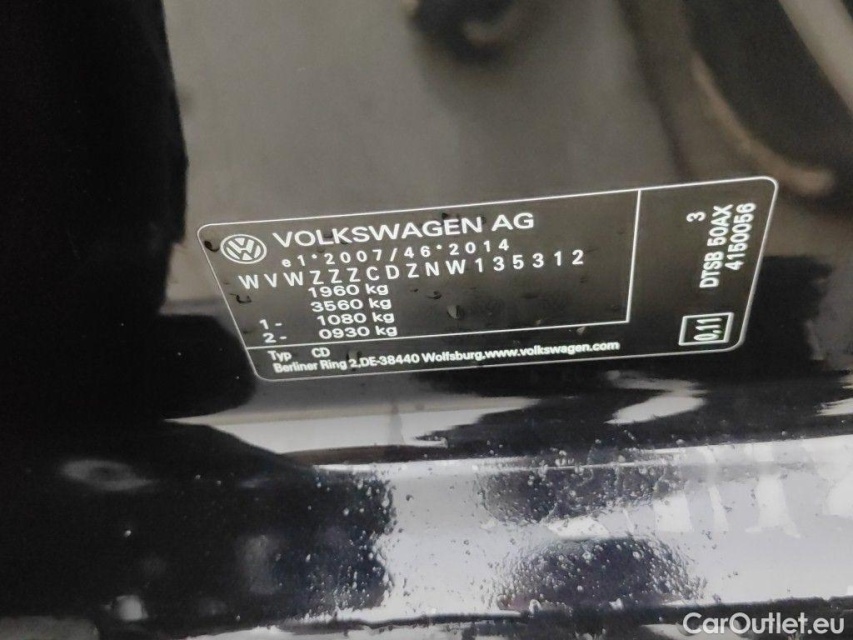 VOLKSWAGEN AG
e1*2007/46*2014
WVWZZZCDZNW135312
1960 kg
3560 kg
1- 1080 kg
2- 0930 kg
Typ CD
Berliner Ring 2,DE-38440 Wolfsburg,www.volkswagen.com
3
DTSB 50AX
4150056
0,11
CarOutlet.eu